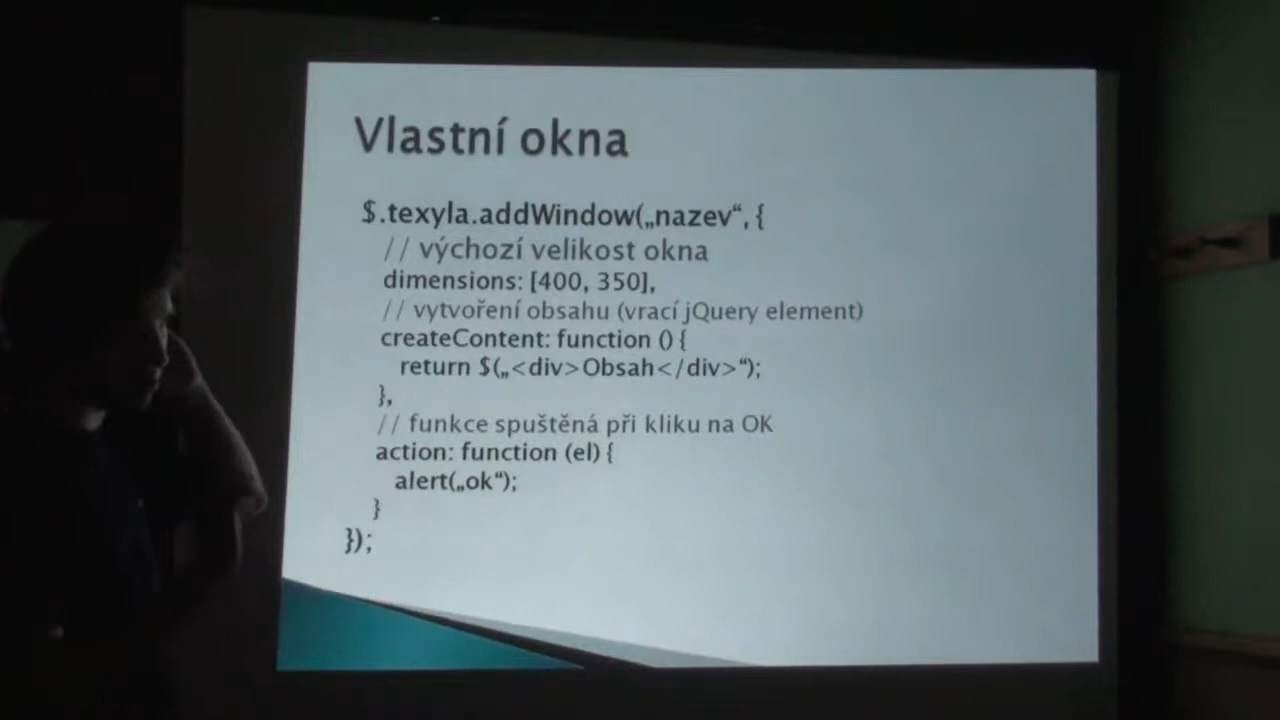 Vlastní okna
$.texyla.addWindow(„nazev“, {
// výchozí velikost okna
dimensions: [400, 350],
// vytvoření obsahu (vrací jQuery element)
createContent: function () {
return $(„<div>Obsah</div>“);
},
// funkce spuštěná při kliku na OK
action: function (el) {
alert(„ok“);
}
});